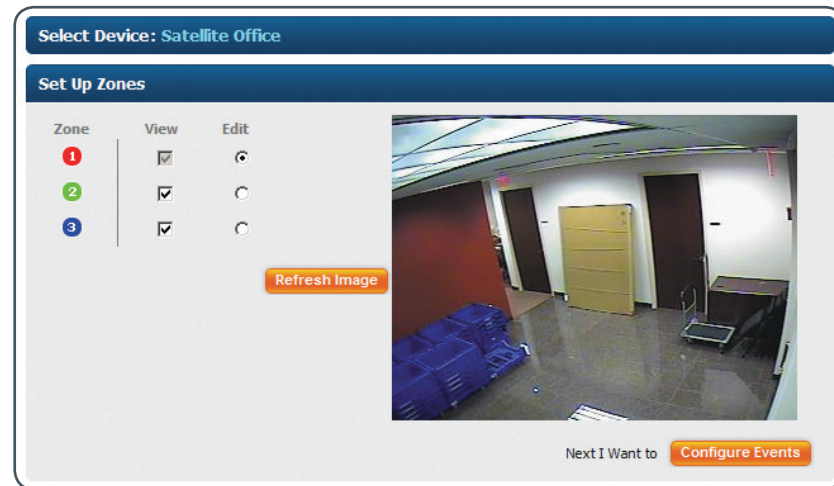 Select Device: Satellite Office
Set Up Zones
Zone View Edit
1
2
3
Refresh Image
Next I Want to Configure Events